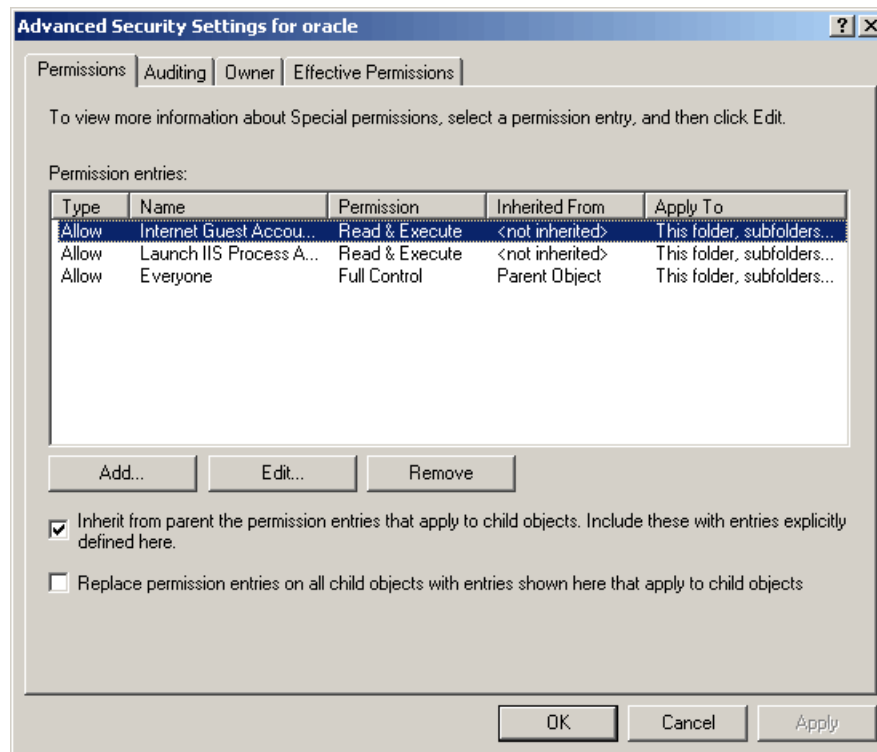 Advanced Security Settings for oracle
Permissions Auditing Owner Effective Permissions
To view more information about Special permissions, select a permission entry, and then click Edit.
Permission entries:
Type Name Permission Inherited From Apply To
Allow Internet Guest Accou... Read & Execute <not inherited> This folder, subfolders...
Allow Launch IIS Process A... Read & Execute <not inherited> This folder, subfolders...
Allow Everyone Full Control Parent Object This folder, subfolders...
Add... Edit... Remove
Inherit from parent the permission entries that apply to child objects. Include these with entries explicitly
defined here.
Replace permission entries on all child objects with entries shown here that apply to child objects
OK Cancel Apply